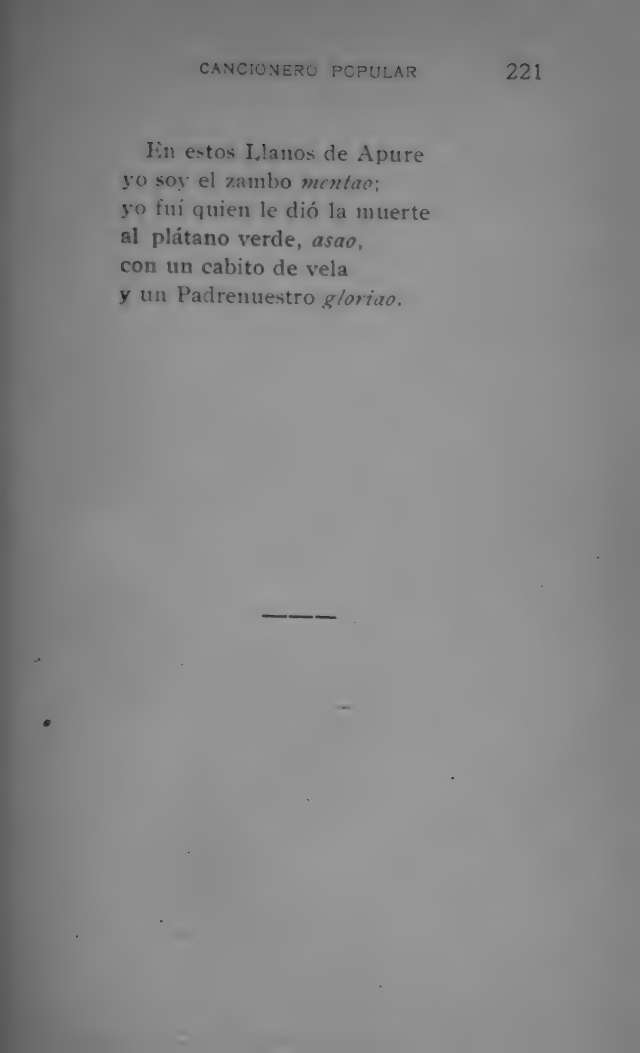 CANCIONERO POPULAR 221
En estos Llanos de Apure
yo soy el zambo mentao;
yo fuí quien le dió la muerte
al plátano verde, asao,
con un cabito de vela
y un Padrenuestro gloriao.